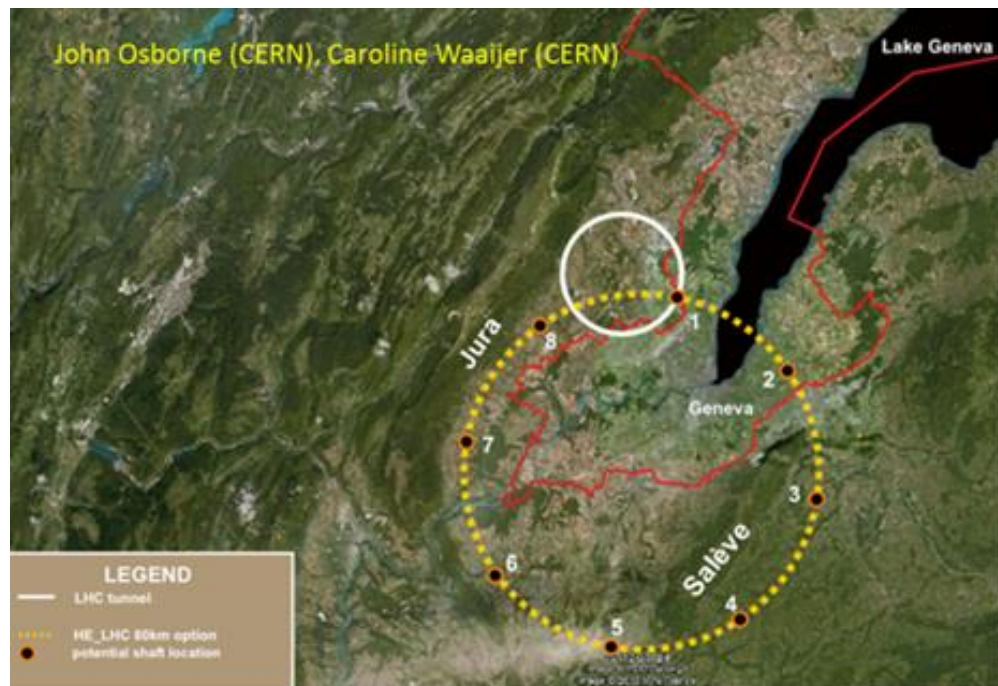 John Osborne (CERN), Caroline Waaijer (CERN)
Lake Geneva
Jura
8
1
2
Geneva
7
3
Salève
6
4
5
LEGEND
LHC tunnel
HE_LHC 80km option
potential shaft location